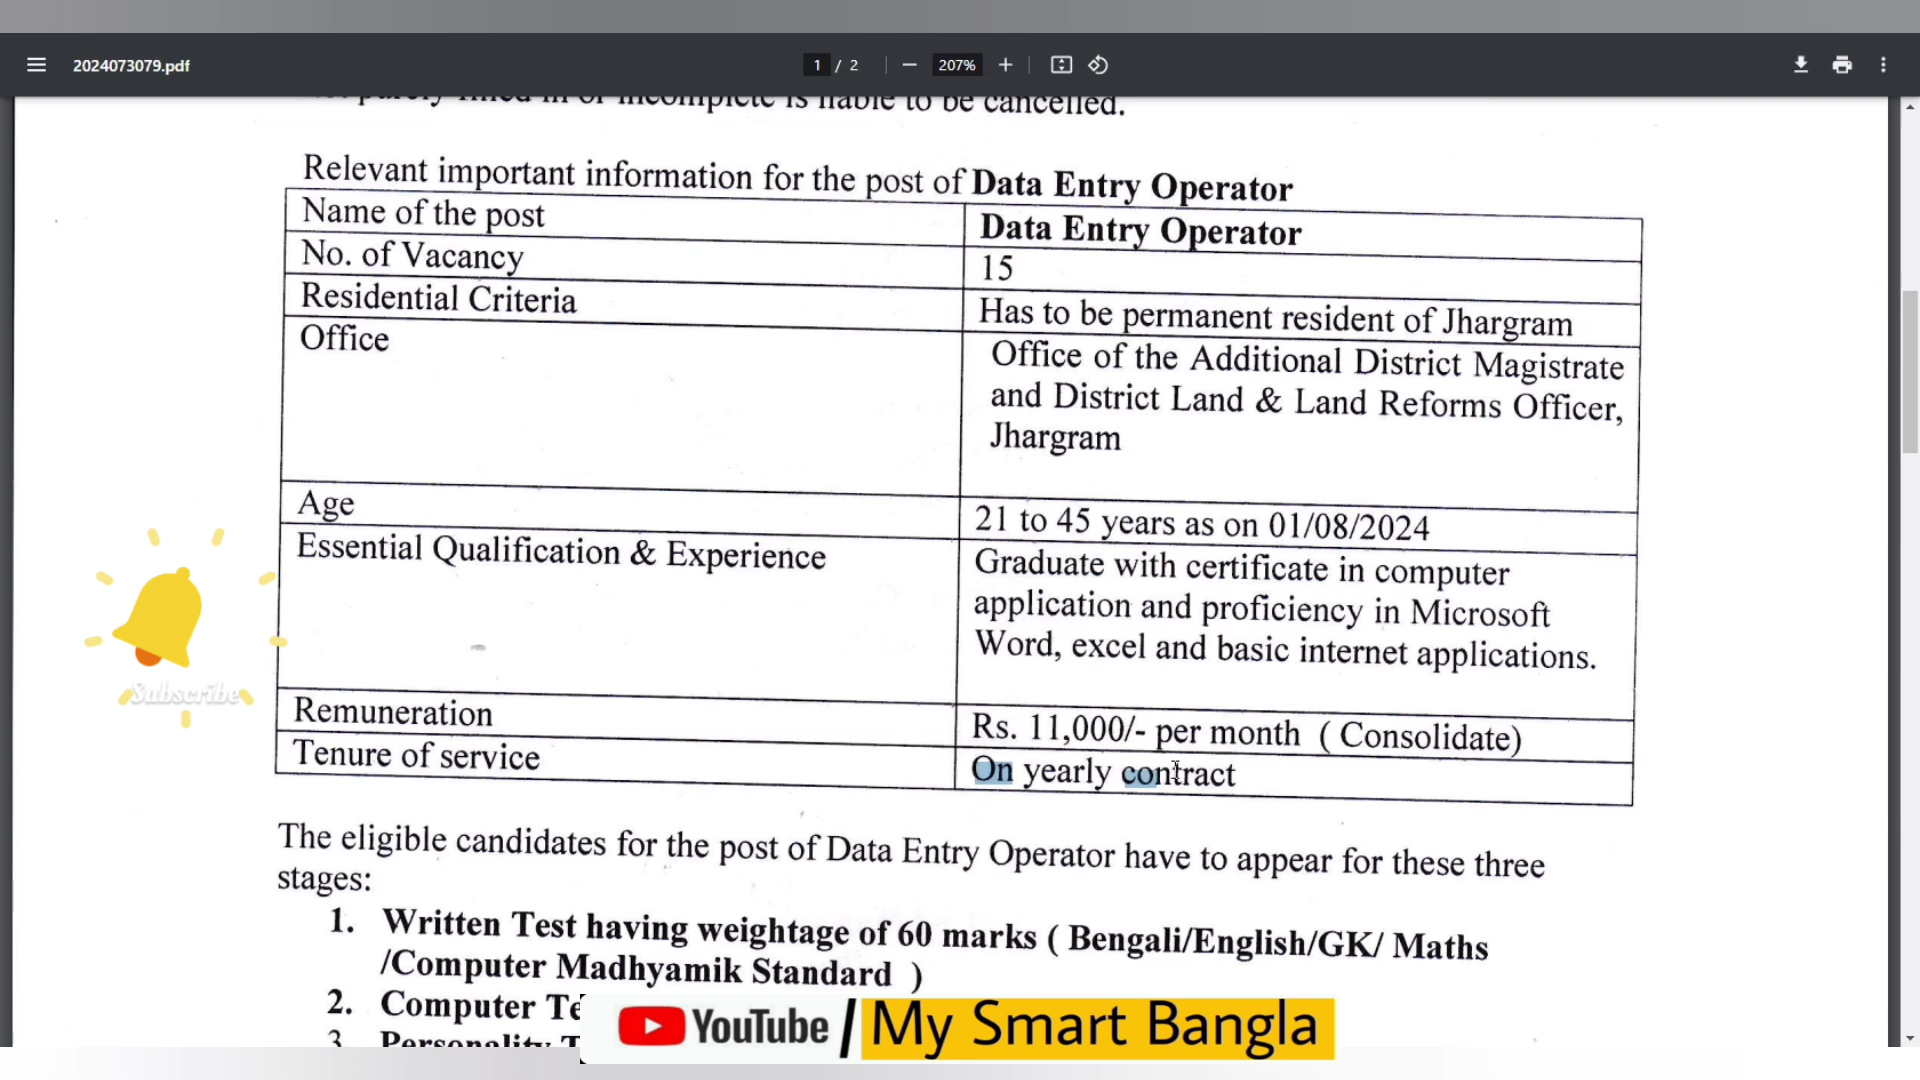 2024073079.pdf
1 / 2
207%
be cancelled.
Relevant important information for the post of Data Entry Operator
Name of the post
Data Entry Operator
No. of Vacancy
15
Residential Criteria
Has to be permanent resident of Jhargram
Office
Office of the Additional District Magistrate
and District Land & Land Reforms Officer,
Jhargram
Age
21 to 45 years as on 01/08/2024
Essential Qualification & Experience
Graduate with certificate in computer
application and proficiency in Microsoft
Word, excel and basic internet applications.
Remuneration
Rs. 11,000/- per month ( Consolidate)
Tenure of service
On yearly contract
Subscribe
The eligible candidates for the post of Data Entry Operator have to appear for these three
stages:
1. Written Test having weightage of 60 marks ( Bengali/English/GK/ Maths
/Computer Madhyamik Standard )
2. Computer
3. Personality
YouTube / My Smart Bangla